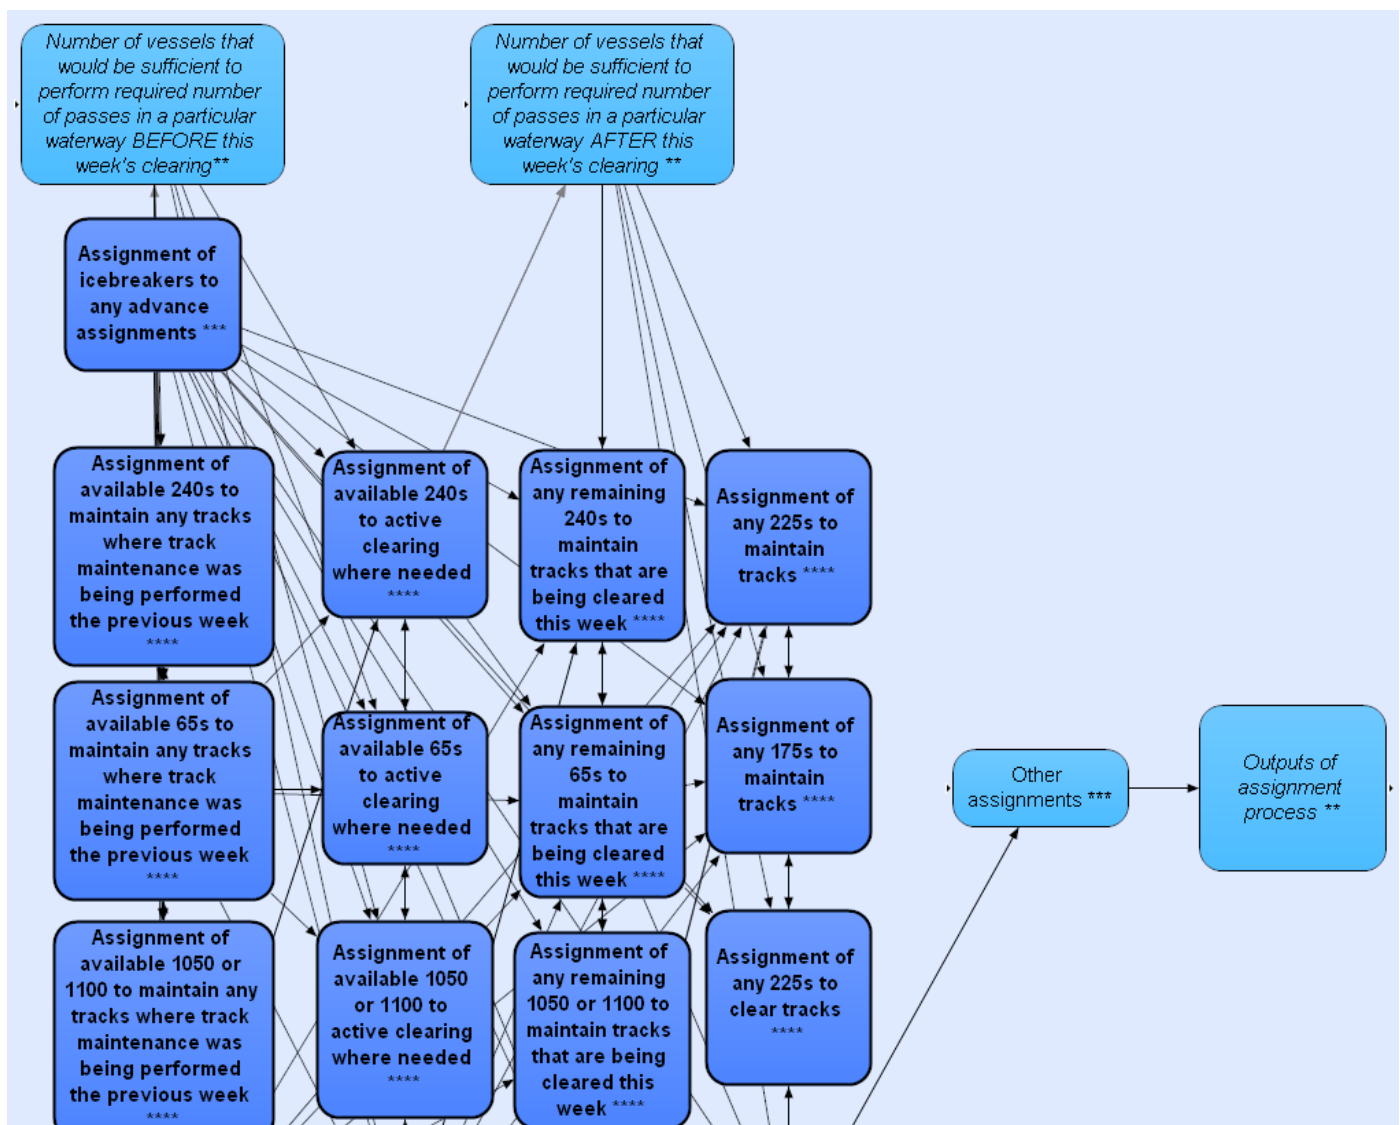 Number of vessels that
would be sufficient to
perform required number
of passes in a particular
waterway BEFORE this
week's clearing**
Number of vessels that
would be sufficient to
perform required number
of passes in a particular
waterway AFTER this
week's clearing **
Assignment of
icebreakers to
any advance
assignments ***
Assignment of
available 240s to
maintain any tracks
where track
maintenance was
being performed
the previous week
****
Assignment of
available 240s
to active
clearing
where needed
****
Assignment of
any remaining
240s to
maintain
tracks that are
being cleared
this week ****
Assignment of
any 225s to
maintain
tracks ****
Assignment of
available 65s to
maintain any tracks
where track
maintenance was
being performed
the previous week
****
Assignment of
available 65s
to active
clearing
where needed
****
Assignment of
any remaining
65s to
maintain
tracks that are
being cleared
this week ****
Assignment of
any 175s to
maintain
tracks ****
Other
assignments ***
Outputs of
assignment
process **
Assignment of
available 1050 or
1100 to maintain any
tracks where track
maintenance was
being performed
the previous week
****
Assignment of
available 1050
or 1100 to
active clearing
where needed
****
Assignment of
any remaining
1050 or 1100 to
maintain tracks
that are being
cleared this
week ****
Assignment of
any 225s to
clear tracks
****